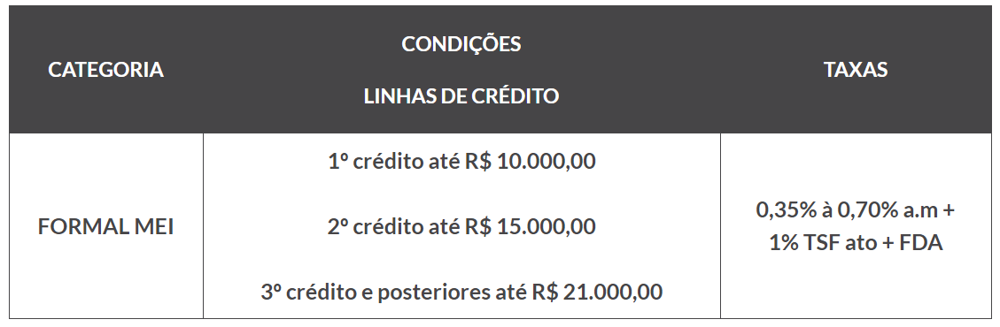 CATEGORIA
CONDIÇÕES
LINHAS DE CRÉDITO
TAXAS
FORMAL MEI
1º crédito até R$ 10.000,00
2º crédito até R$ 15.000,00
3º crédito e posteriores até R$ 21.000,00
0,35% à 0,70% a.m +
1% TSF ato + FDA